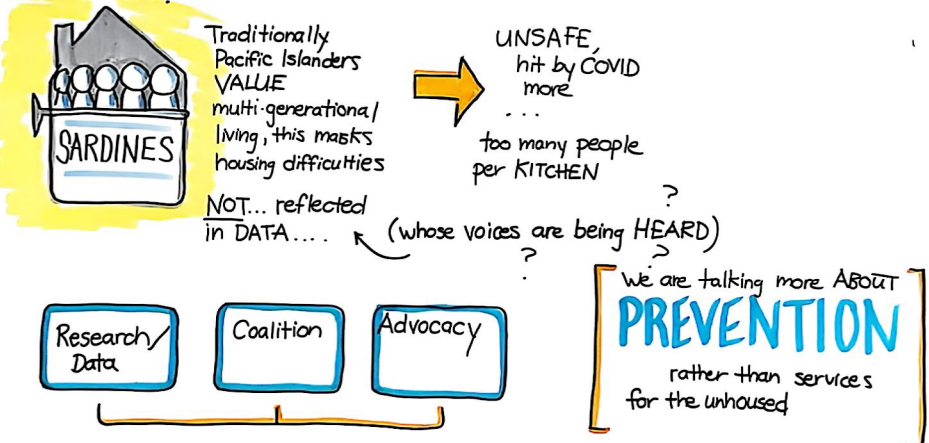 SARDINES
Traditionally
Pacific Islanders
VALUE
multi-generational
living, this masks
housing difficulties
NOT... reflected
in DATA....
UNSAFE,
hit by COVID
more
...
too many people
per KITCHEN
?
(whose voices are being HEARD)
?
?
Research/
Data
Coalition
Advocacy
We are talking more ABOUT
PREVENTION
rather than services
for the unhoused